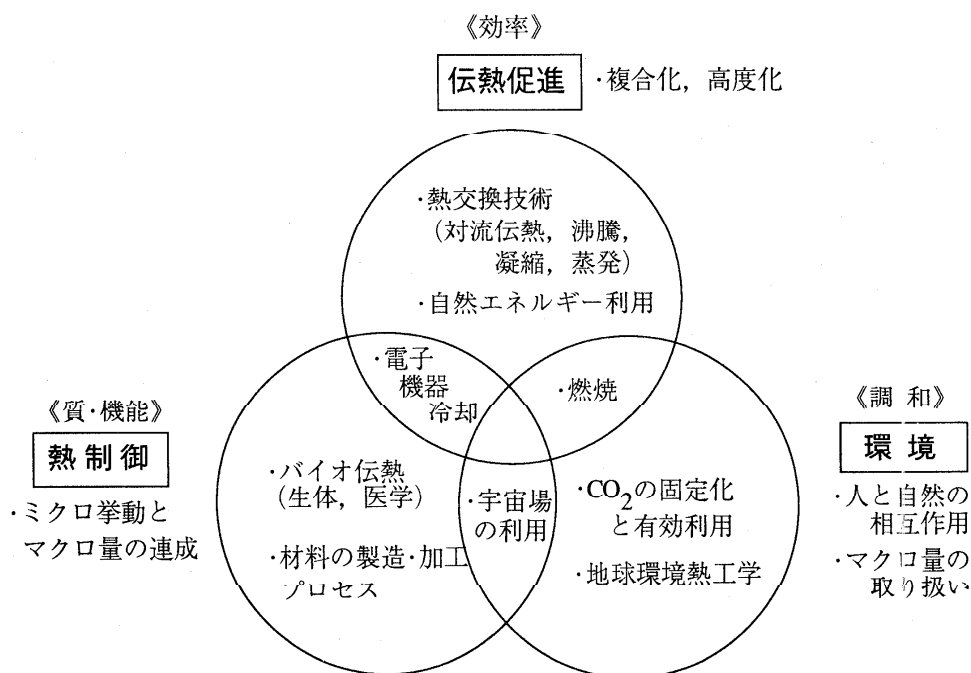 《効率》
伝熱促進
・複合化，高度化
・熱交換技術
（対流伝熱，沸騰，
凝縮，蒸発）
・自然エネルギー利用
・電子
機器
冷却
・燃焼
《質・機能》
熱制御
・ミクロ挙動と
マクロ量の連成
・バイオ伝熱
（生体，医学）
・材料の製造・加工
プロセス
・宇宙場
の利用
・CO₂の固定化
と有効利用
・地球環境熱工学
《調和》
環境
・人と自然の
相互作用
・マクロ量の
取り扱い